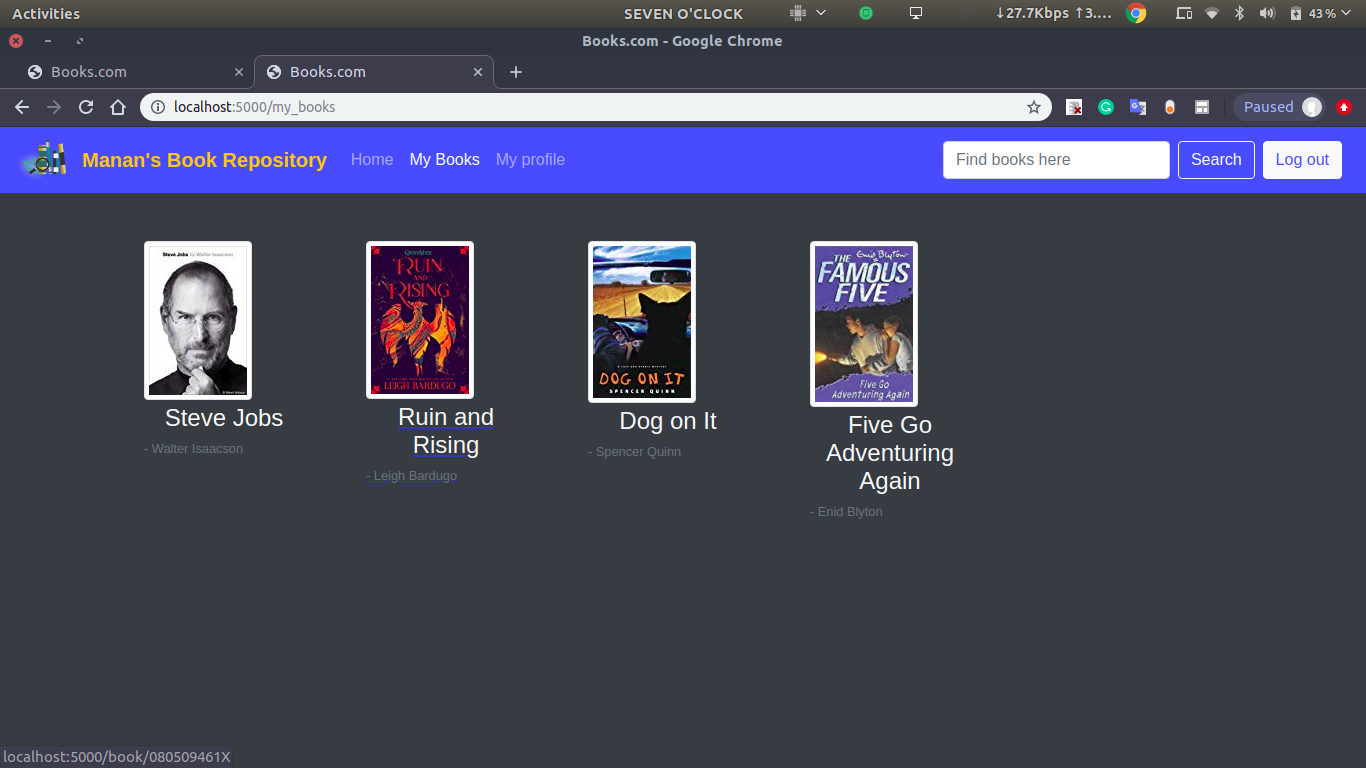 Activities
SEVEN O'CLOCK
↓27.7Kbps ↑3.…
43 %
Books.com - Google Chrome
Books.com
Books.com
localhost:5000/my_books
Paused
Manan's Book Repository
Home
My Books
My profile
Find books here
Search
Log out
Steve Jobs by Walter Isaacson
RUIN
AND
RISING
LEIGH BARDUGO
DOG ON IT
SPENCER QUINN
Enid Blyton
THE
FAMOUS
FIVE
Five Go
Adventuring Again
Steve Jobs
- Walter Isaacson
Ruin and
Rising
- Leigh Bardugo
Dog on It
- Spencer Quinn
Five Go
Adventuring
Again
- Enid Blyton
localhost:5000/book/080509461X